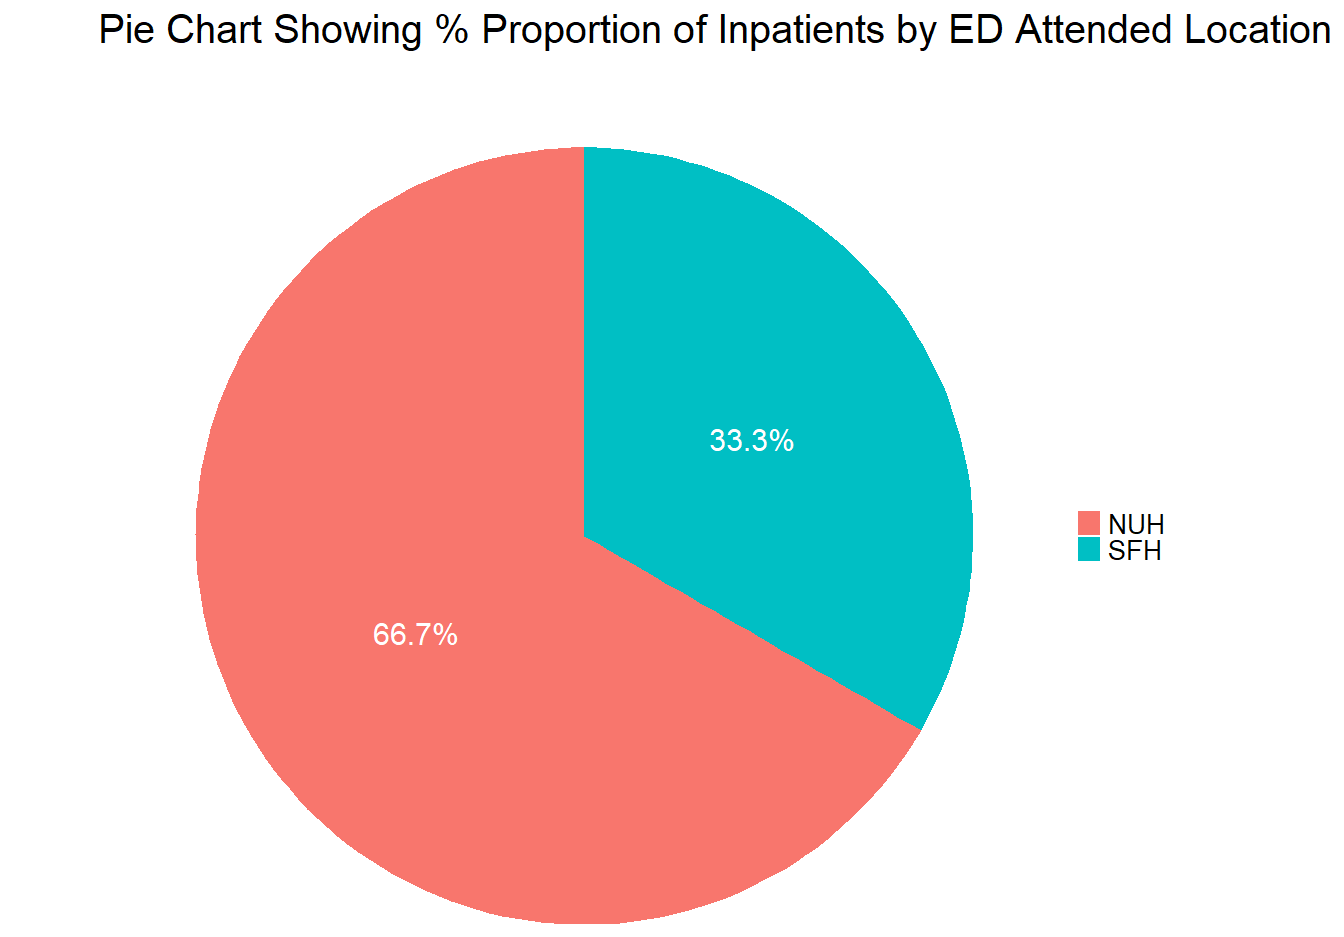 Pie Chart Showing % Proportion of Inpatients by ED Attended Location
33.3%
66.7%
NUH
SFH